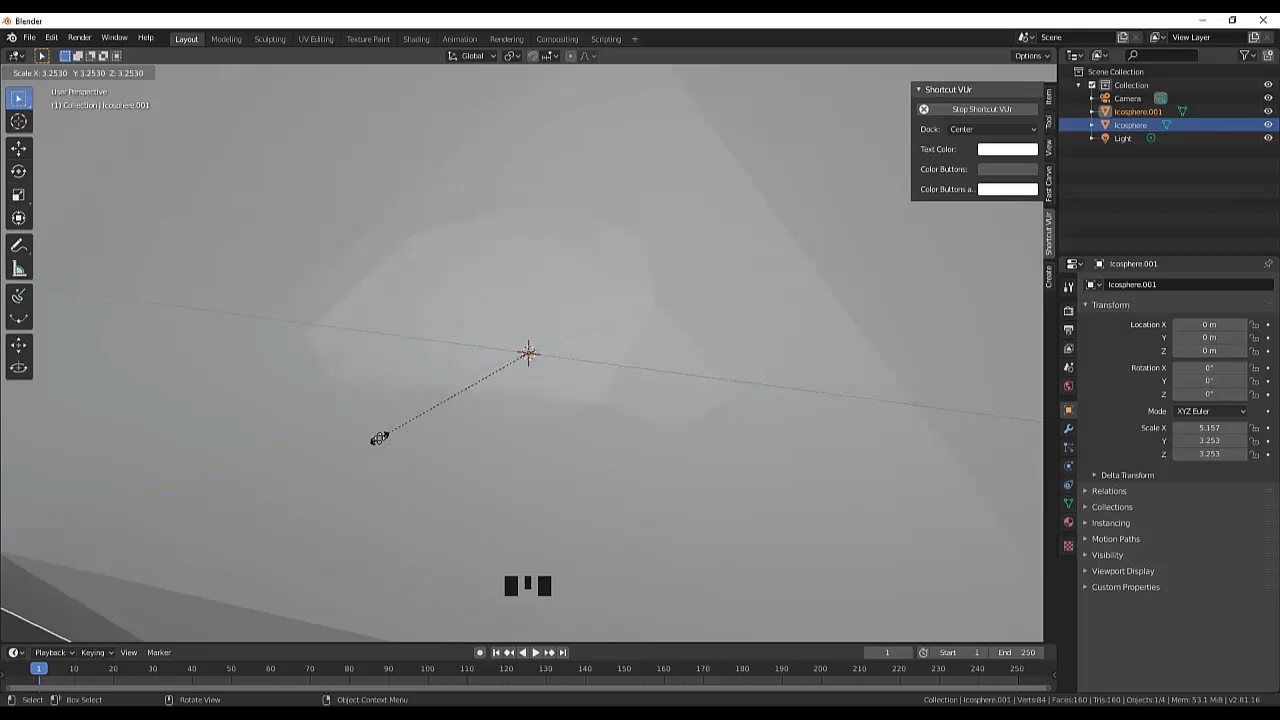 Blender
File Edit Render Window Help Layout Modeling Sculpting UV Editing Texture Paint Shading Animation Rendering Compositing Scripting + Scene View Layer
Global Options
Scale X: 3.2530 Y: 3.2530 Z: 3.2530
User Perspective
(1) Collection | Icosphere.001
Shortcut VUr
Stop Shortcut VUr
Dock: Center
Text Color:
Color Buttons:
Color Buttons a..
Item
Tool
View
Fast Carve
Shortcut VUr
Create
Scene Collection
Collection
Camera
Icosphere.001
Icosphere
Light
Icosphere.001
Icosphere.001
Transform
Location X 0 m
Y 0 m
Z 0 m
Rotation X 0°
Y 0°
Z 0°
Mode XYZ Euler
Scale X 5.157
Y 3.253
Z 3.253
Delta Transform
Relations
Collections
Instancing
Motion Paths
Visibility
Viewport Display
Custom Properties
Playback Keying View Marker 1 Start 1 End 250
1 10 20 30 40 50 60 70 80 90 100 110 120 130 140 150 160 170 180 190 200 210 220 230 240 250
Select Box Select Rotate View Object Context Menu Collection | Icosphere.001 | Verts:84 | Faces:160 | Tris:160 | Objects:1/4 | Mem: 53.1 MiB | v2.81.16